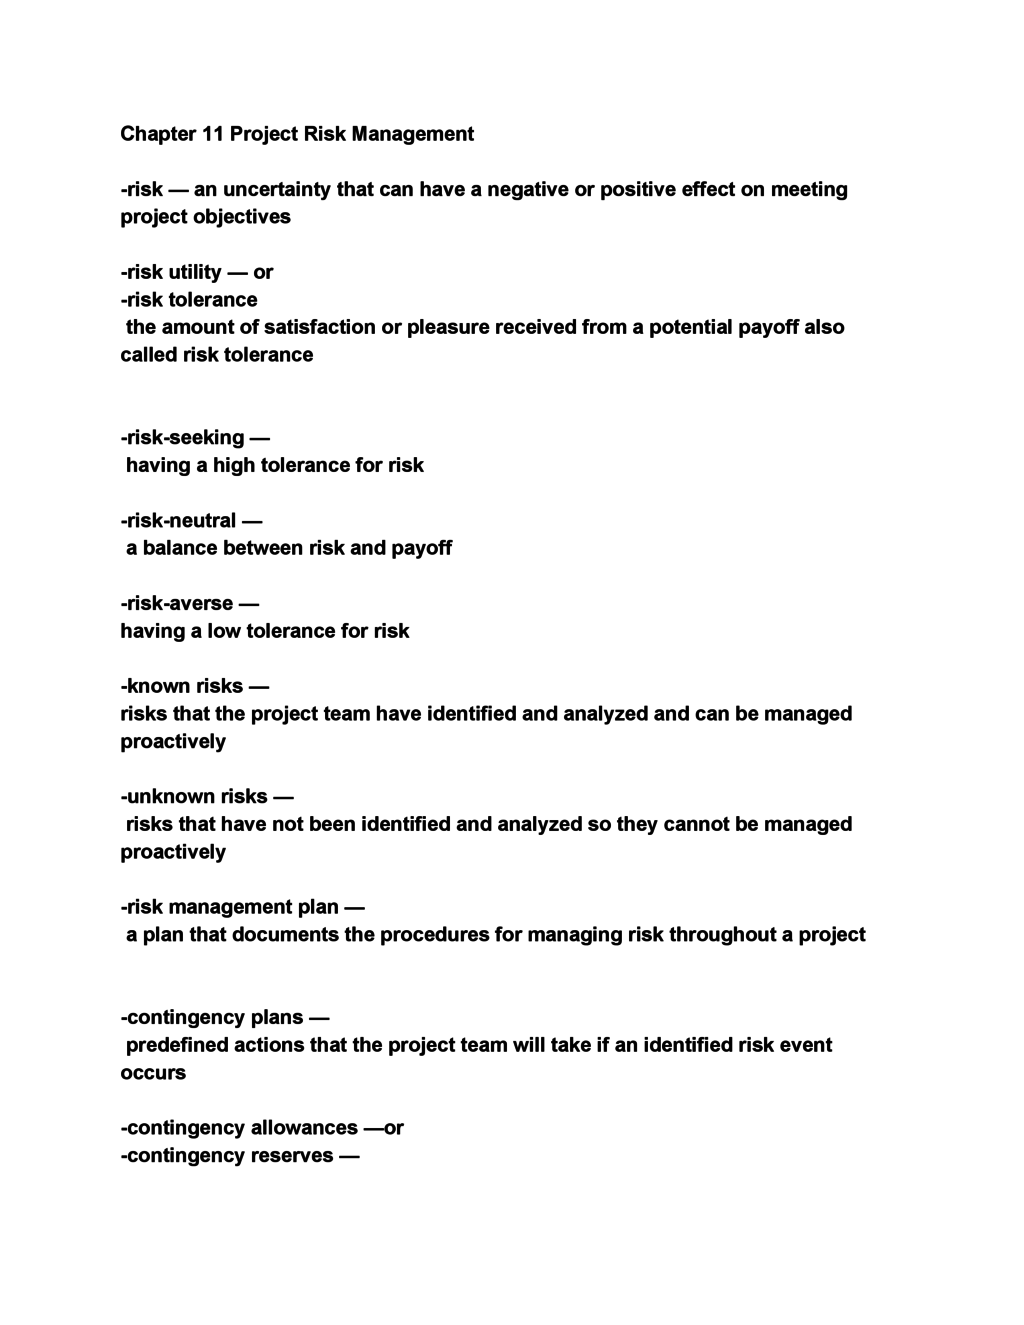 Chapter 11 Project Risk Management
-risk — an uncertainty that can have a negative or positive effect on meeting
project objectives
-risk utility — or
-risk tolerance
the amount of satisfaction or pleasure received from a potential payoff also
called risk tolerance
-risk-seeking —
having a high tolerance for risk
-risk-neutral —
a balance between risk and payoff
-risk-averse —
having a low tolerance for risk
-known risks —
risks that the project team have identified and analyzed and can be managed
proactively
-unknown risks —
risks that have not been identified and analyzed so they cannot be managed
proactively
-risk management plan —
a plan that documents the procedures for managing risk throughout a project
-contingency plans —
predefined actions that the project team will take if an identified risk event
occurs
-contingency allowances —or
-contingency reserves —